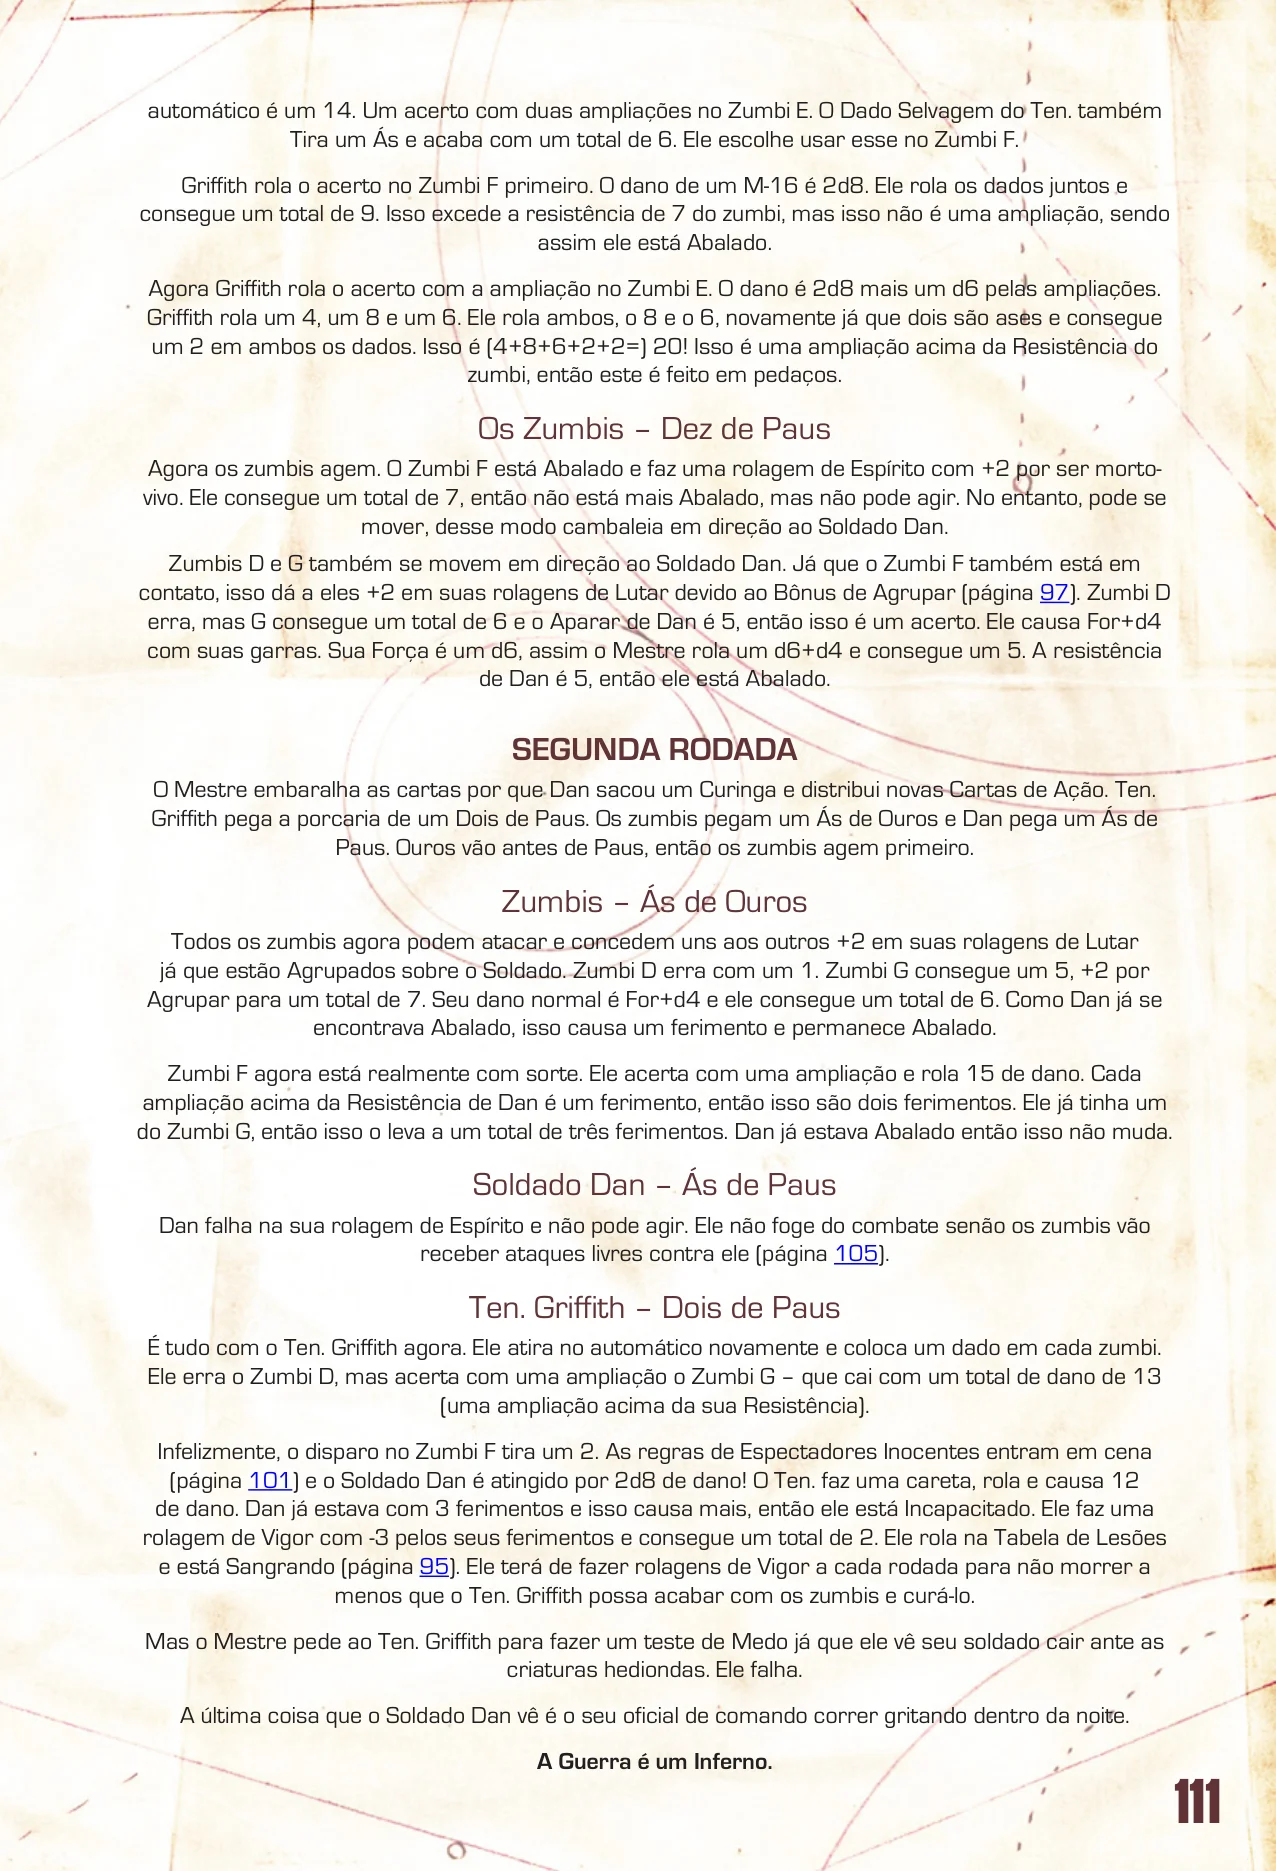 automático é um 14. Um acerto com duas ampliações no Zumbi E. O Dado Selvagem do Ten. também
Tira um Ás e acaba com um total de 6. Ele escolhe usar esse no Zumbi F.
Griffith rola o acerto no Zumbi F primeiro. O dano de um M-16 é 2d8. Ele rola os dados juntos e
consegue um total de 9. Isso excede a resistência de 7 do zumbi, mas isso não é uma ampliação, sendo
assim ele está Abalado.
Agora Griffith rola o acerto com a ampliação no Zumbi E. O dano é 2d8 mais um d6 pelas ampliações.
Griffith rola um 4, um 8 e um 6. Ele rola ambos, o 8 e o 6, novamente já que dois são ases e consegue
um 2 em ambos os dados. Isso é (4+8+6+2+2=) 20! Isso é uma ampliação acima da Resistência do
zumbi, então este é feito em pedaços.
Os Zumbis – Dez de Paus
Agora os zumbis agem. O Zumbi F está Abalado e faz uma rolagem de Espírito com +2 por ser morto-
vivo. Ele consegue um total de 7, então não está mais Abalado, mas não pode agir. No entanto, pode se
mover, desse modo cambaleia em direção ao Soldado Dan.
Zumbis D e G também se movem em direção ao Soldado Dan. Já que o Zumbi F também está em
contato, isso dá a eles +2 em suas rolagens de Lutar devido ao Bônus de Agrupar (página 97). Zumbi D
erra, mas G consegue um total de 6 e o Aparar de Dan é 5, então isso é um acerto. Ele causa For+d4
com suas garras. Sua Força é um d6, assim o Mestre rola um d6+d4 e consegue um 5. A resistência
de Dan é 5, então ele está Abalado.
SEGUNDA RODADA
O Mestre embaralha as cartas por que Dan sacou um Curinga e distribui novas Cartas de Ação. Ten.
Griffith pega a porcaria de um Dois de Paus. Os zumbis pegam um Ás de Ouros e Dan pega um Ás de
Paus. Ouros vão antes de Paus, então os zumbis agem primeiro.
Zumbis – Ás de Ouros
Todos os zumbis agora podem atacar e concedem uns aos outros +2 em suas rolagens de Lutar
já que estão Agrupados sobre o Soldado. Zumbi D erra com um 1. Zumbi G consegue um 5, +2 por
Agrupar para um total de 7. Seu dano normal é For+d4 e ele consegue um total de 6. Como Dan já se
encontrava Abalado, isso causa um ferimento e permanece Abalado.
Zumbi F agora está realmente com sorte. Ele acerta com uma ampliação e rola 15 de dano. Cada
ampliação acima da Resistência de Dan é um ferimento, então isso são dois ferimentos. Ele já tinha um
do Zumbi G, então isso o leva a um total de três ferimentos. Dan já estava Abalado então isso não muda.
Soldado Dan – Ás de Paus
Dan falha na sua rolagem de Espírito e não pode agir. Ele não foge do combate senão os zumbis vão
receber ataques livres contra ele (página 105).
Ten. Griffith – Dois de Paus
É tudo com o Ten. Griffith agora. Ele atira no automático novamente e coloca um dado em cada zumbi.
Ele erra o Zumbi D, mas acerta com uma ampliação o Zumbi G – que cai com um total de dano de 13
(uma ampliação acima da sua Resistência).
Infelizmente, o disparo no Zumbi F tira um 2. As regras de Espectadores Inocentes entram em cena
(página 101) e o Soldado Dan é atingido por 2d8 de dano! O Ten. faz uma careta, rola e causa 12
de dano. Dan já estava com 3 ferimentos e isso causa mais, então ele está Incapacitado. Ele faz uma
rolagem de Vigor com -3 pelos seus ferimentos e consegue um total de 2. Ele rola na Tabela de Lesões
e está Sangrando (página 95). Ele terá de fazer rolagens de Vigor a cada rodada para não morrer a
menos que o Ten. Griffith possa acabar com os zumbis e curá-lo.
Mas o Mestre pede ao Ten. Griffith para fazer um teste de Medo já que ele vê seu soldado cair ante as
criaturas hediondas. Ele falha.
A última coisa que o Soldado Dan vê é o seu oficial de comando correr gritando dentro da noite.
A Guerra é um Inferno.
111